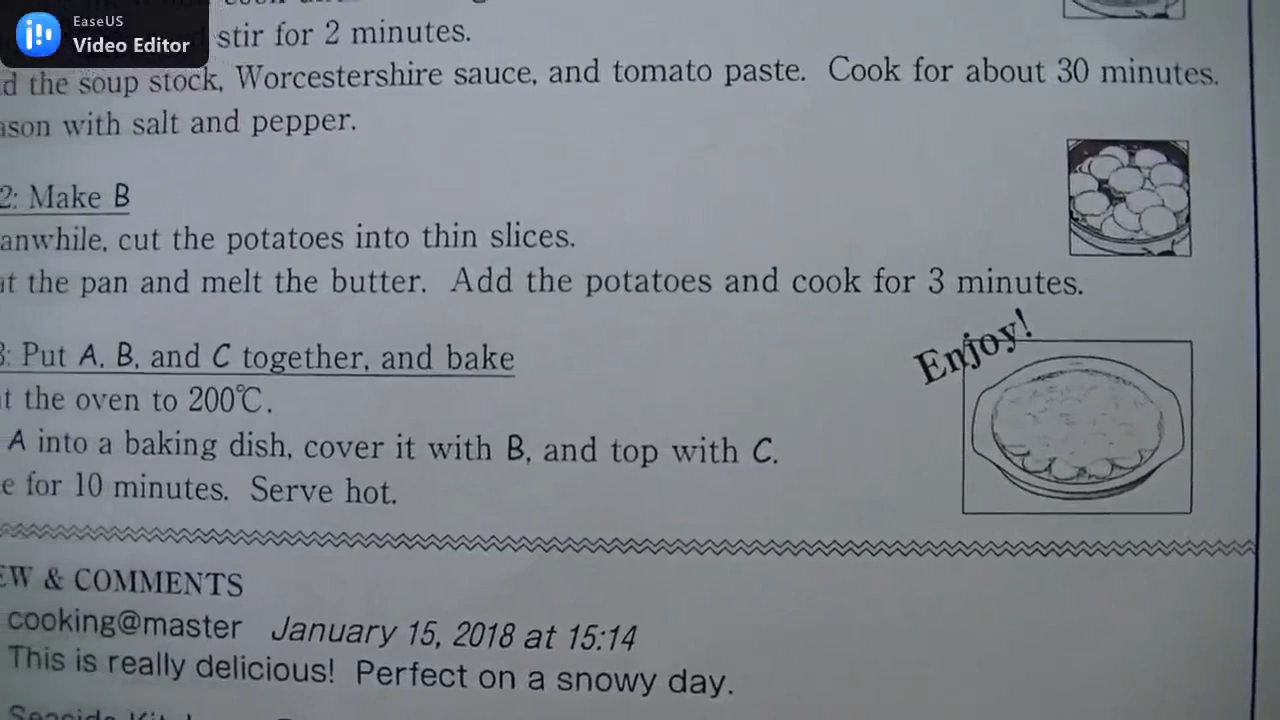 EaseUS
Video Editor
stir for 2 minutes.
the soup stock, Worcestershire sauce, and tomato paste. Cook for about 30 minutes.
with salt and pepper.
2: Make B
cut the potatoes into thin slices.
the pan and melt the butter. Add the potatoes and cook for 3 minutes.
Enjoy!
3: Put A, B, and C together, and bake
the oven to 200℃.
A into a baking dish, cover it with B, and top with C.
for 10 minutes. Serve hot.
& COMMENTS
cooking@master January 15, 2018 at 15:14
This is really delicious! Perfect on a snowy day.